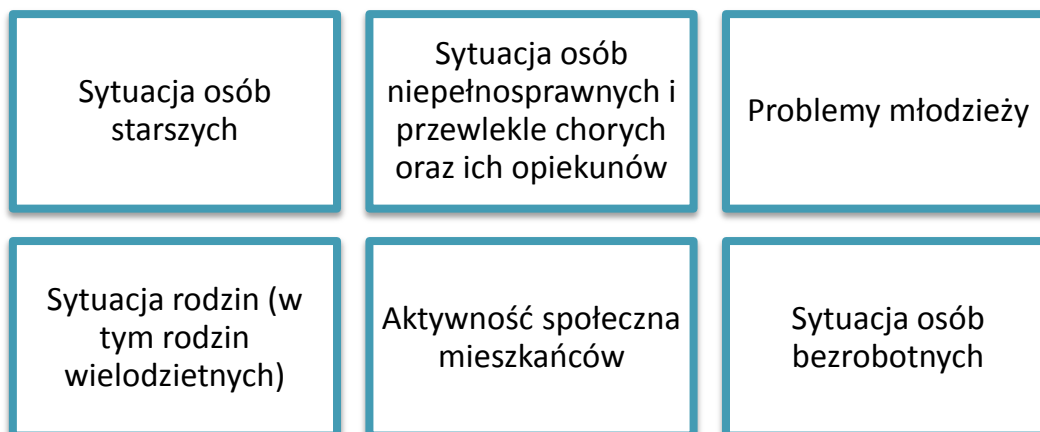 Sytuacja osób
starszych
Sytuacja osób
niepełnosprawnych i
przewlekle chorych
oraz ich opiekunów
Problemy młodzieży
Sytuacja rodzin (w
tym rodzin
wielodzietnych)
Aktywność społeczna
mieszkańców
Sytuacja osób
bezrobotnych